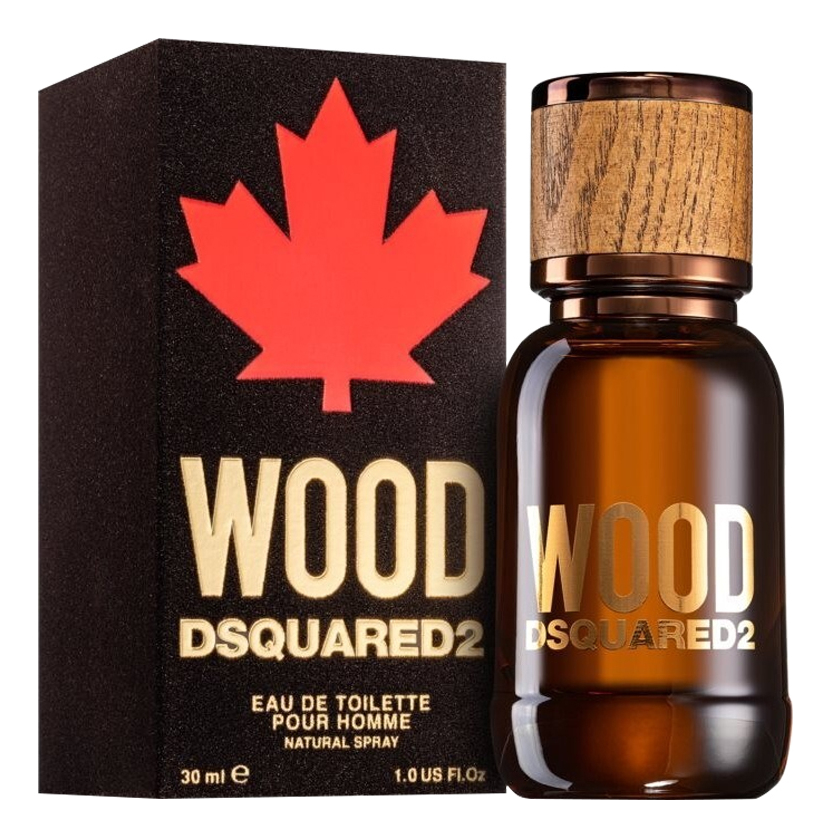 WOOD
DSQUARED2
EAU DE TOILETTE
POUR HOMME
NATURAL SPRAY
30 ml ℮ 1.0 US Fl.Oz
WOOD
DSQUARED2